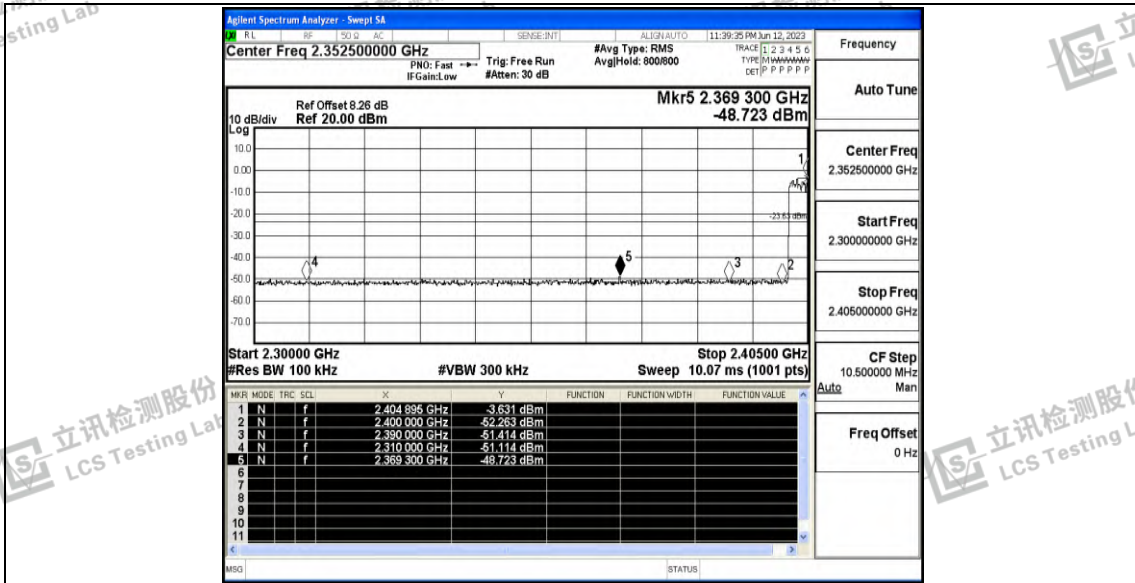 Agilent Spectrum Analyzer - Swept SA
RL RF 50 Ω AC SENSE:INT ALIGN AUTO 11:39:35 PM Jun 12, 2023
Center Freq 2.352500000 GHz
PNO: Fast
IFGain:Low
Trig: Free Run
#Atten: 30 dB
#Avg Type: RMS
Avg|Hold: 800/800
TRACE 1 2 3 4 5 6
TYPE M WWWWW
DET P P P P P P
Mkr5 2.369 300 GHz
-48.723 dBm
Ref Offset 8.26 dB
Ref 20.00 dBm
10 dB/div
Log
10.0
0.00
-10.0
-20.0
-30.0
-40.0
-50.0
-60.0
-70.0
1
-23.63 dBm
4
5
3
2
Start 2.30000 GHz
Stop 2.40500 GHz
#Res BW 100 kHz
#VBW 300 kHz
Sweep 10.07 ms (1001 pts)
MKR MODE TRC SCL X Y FUNCTION FUNCTION WIDTH FUNCTION VALUE
1 N f 2.404 895 GHz -3.631 dBm
2 N f 2.400 000 GHz -52.263 dBm
3 N f 2.390 000 GHz -51.414 dBm
4 N f 2.310 000 GHz -51.114 dBm
5 N f 2.369 300 GHz -48.723 dBm
6
7
8
9
10
11
MSG
STATUS
Frequency
Auto Tune
Center Freq
2.352500000 GHz
Start Freq
2.300000000 GHz
Stop Freq
2.405000000 GHz
CF Step
10.500000 MHz
Auto Man
Freq Offset
0 Hz
立讯检测股份
LCS Testing Lab
立讯检测股份
LCS Testing L
esting Lab
立